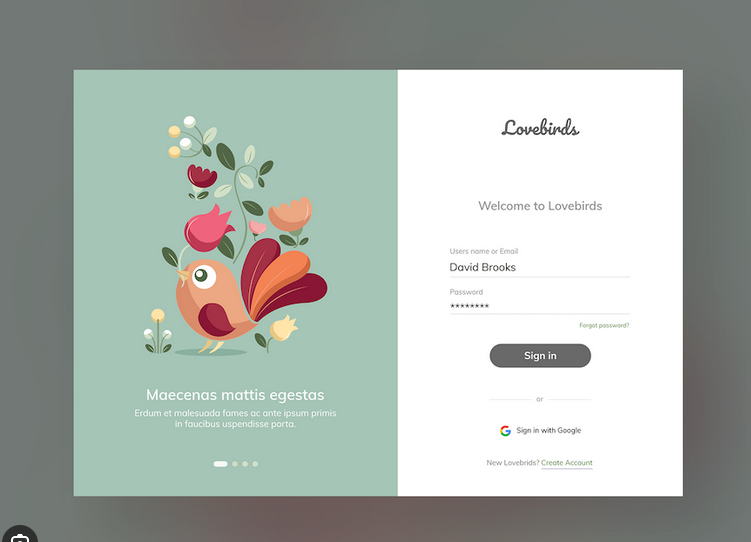 Lovebirds
Welcome to Lovebirds
Users name or Email
David Brooks
Password
********
Forgot password?
Sign in
or
Sign in with Google
New Lovebrids? Create Account
Maecenas mattis egestas
Erdum et malesuada fames ac ante ipsum primis
in faucibus uspendisse porta.